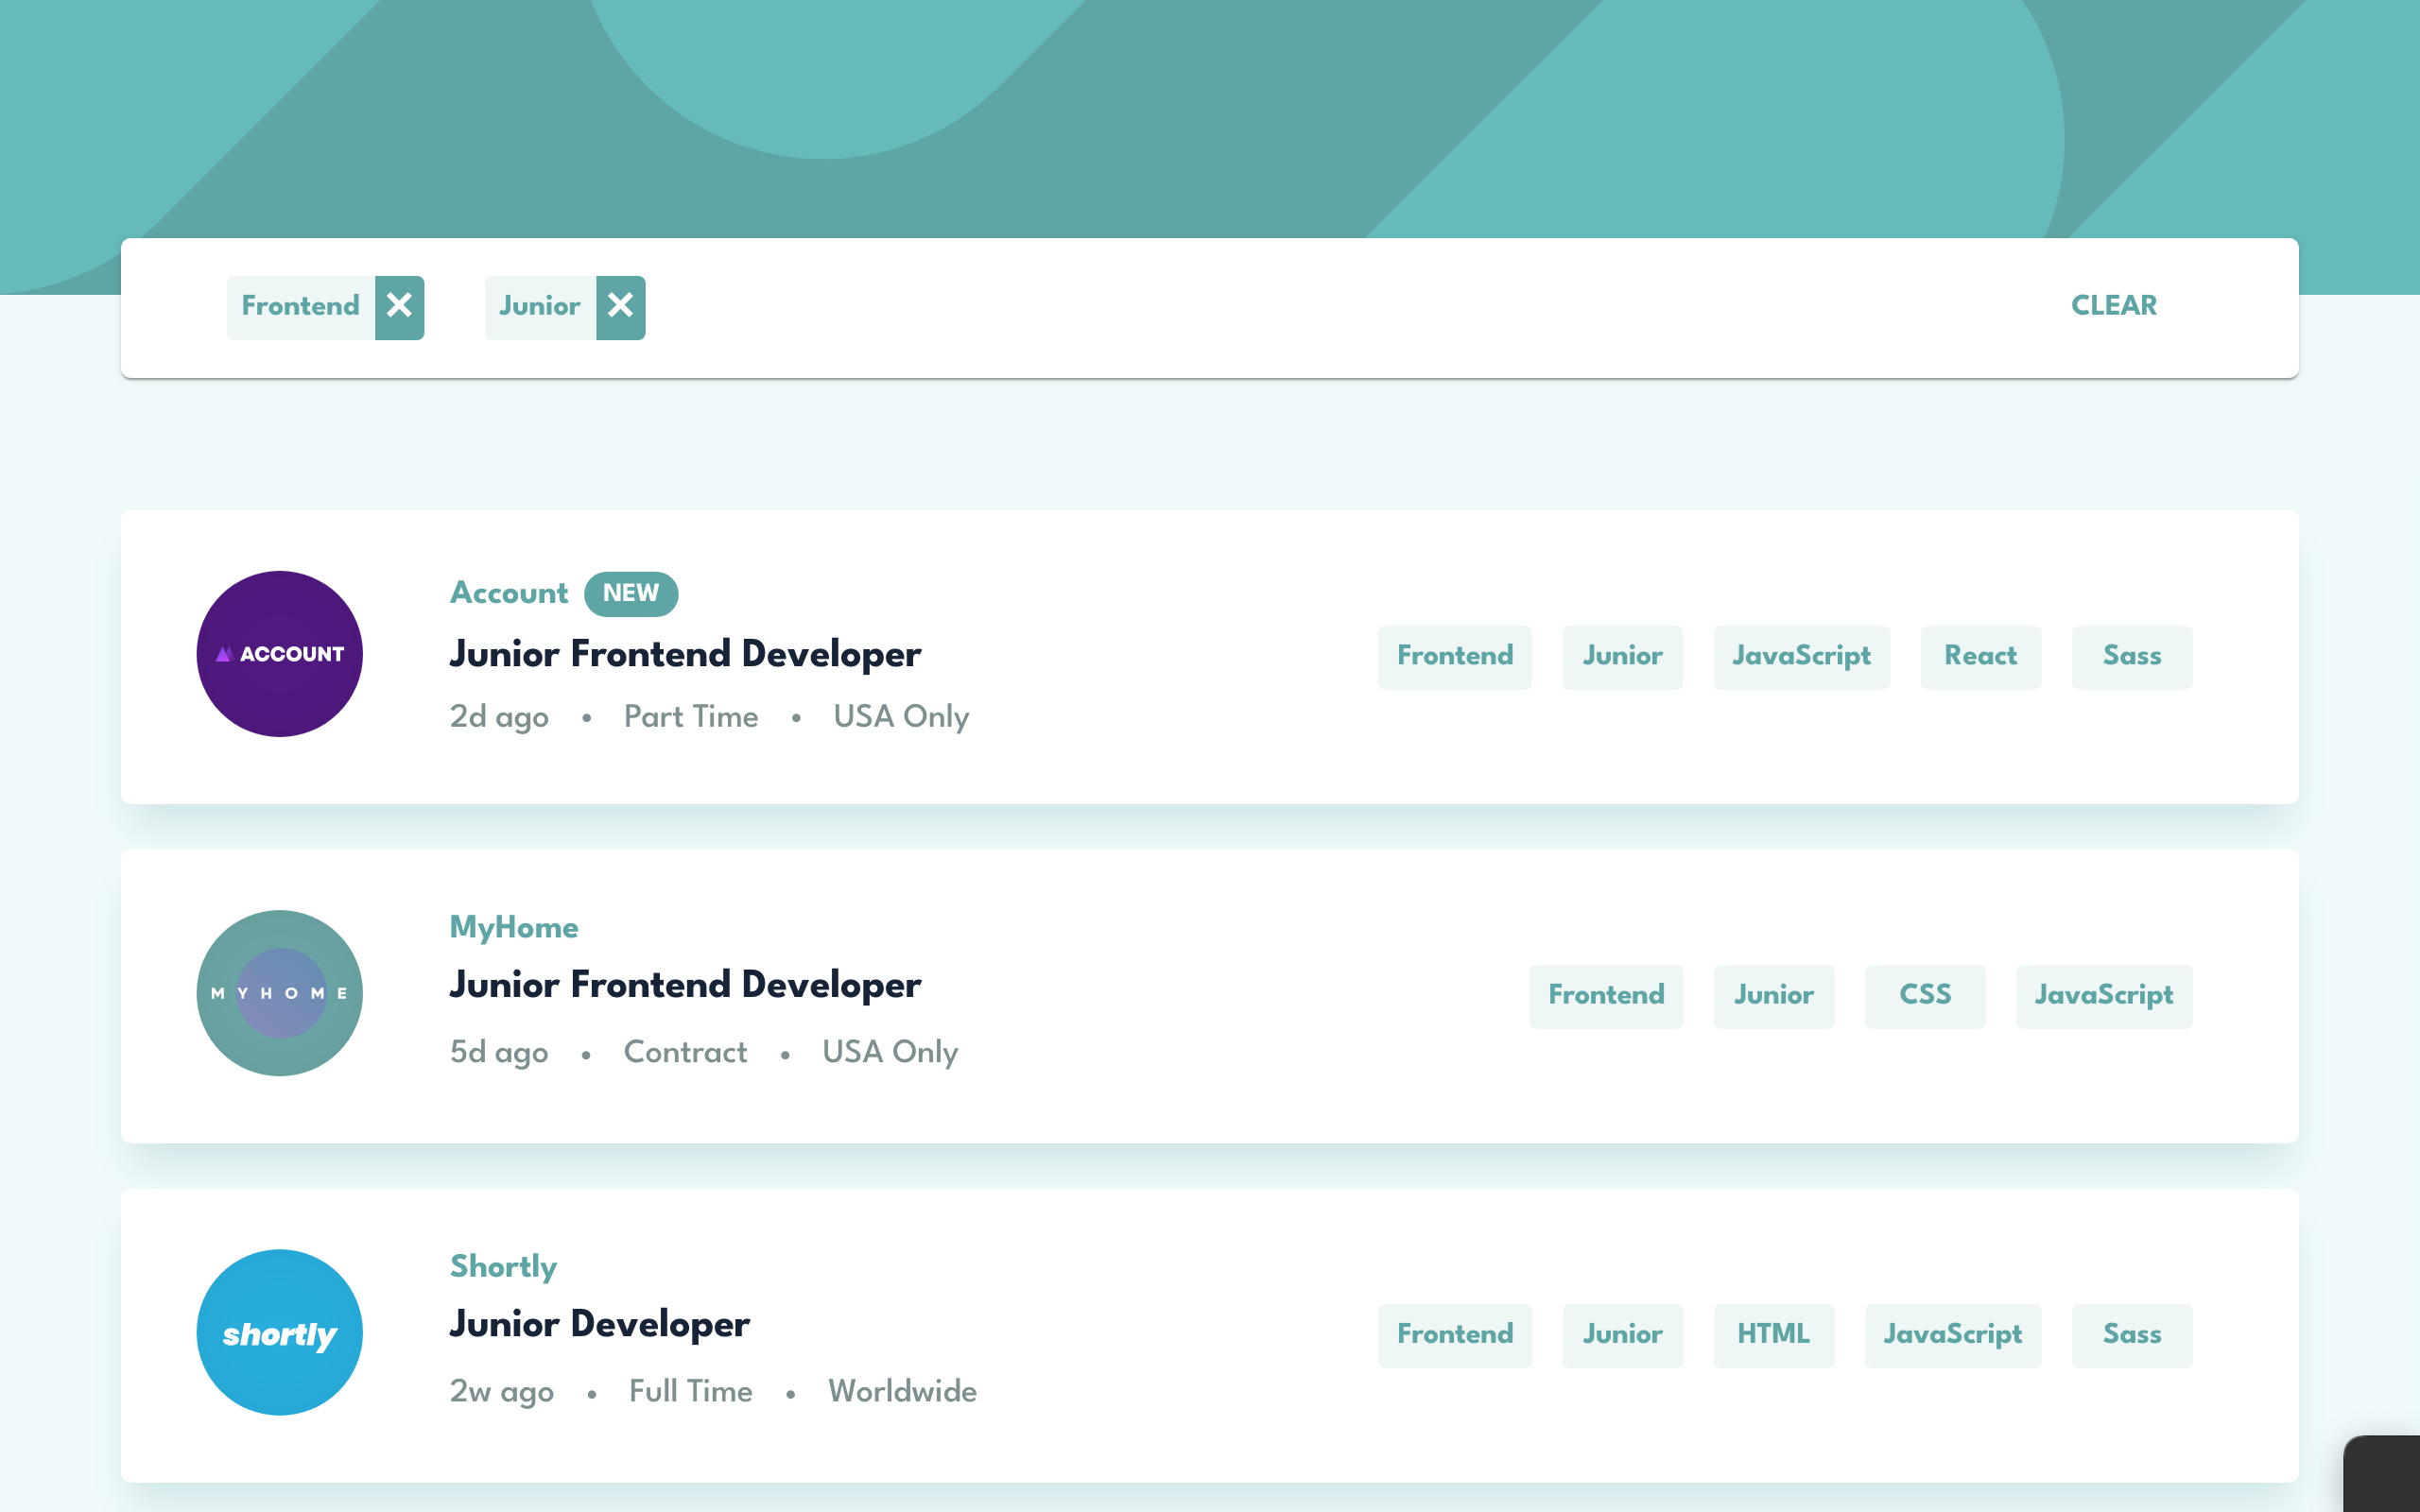 Frontend Junior CLEAR
ACCOUNT
Account NEW
Junior Frontend Developer
2d ago • Part Time • USA Only
Frontend Junior JavaScript React Sass
MYHOME
MyHome
Junior Frontend Developer
5d ago • Contract • USA Only
Frontend Junior CSS JavaScript
shortly
Shortly
Junior Developer
2w ago • Full Time • Worldwide
Frontend Junior HTML JavaScript Sass